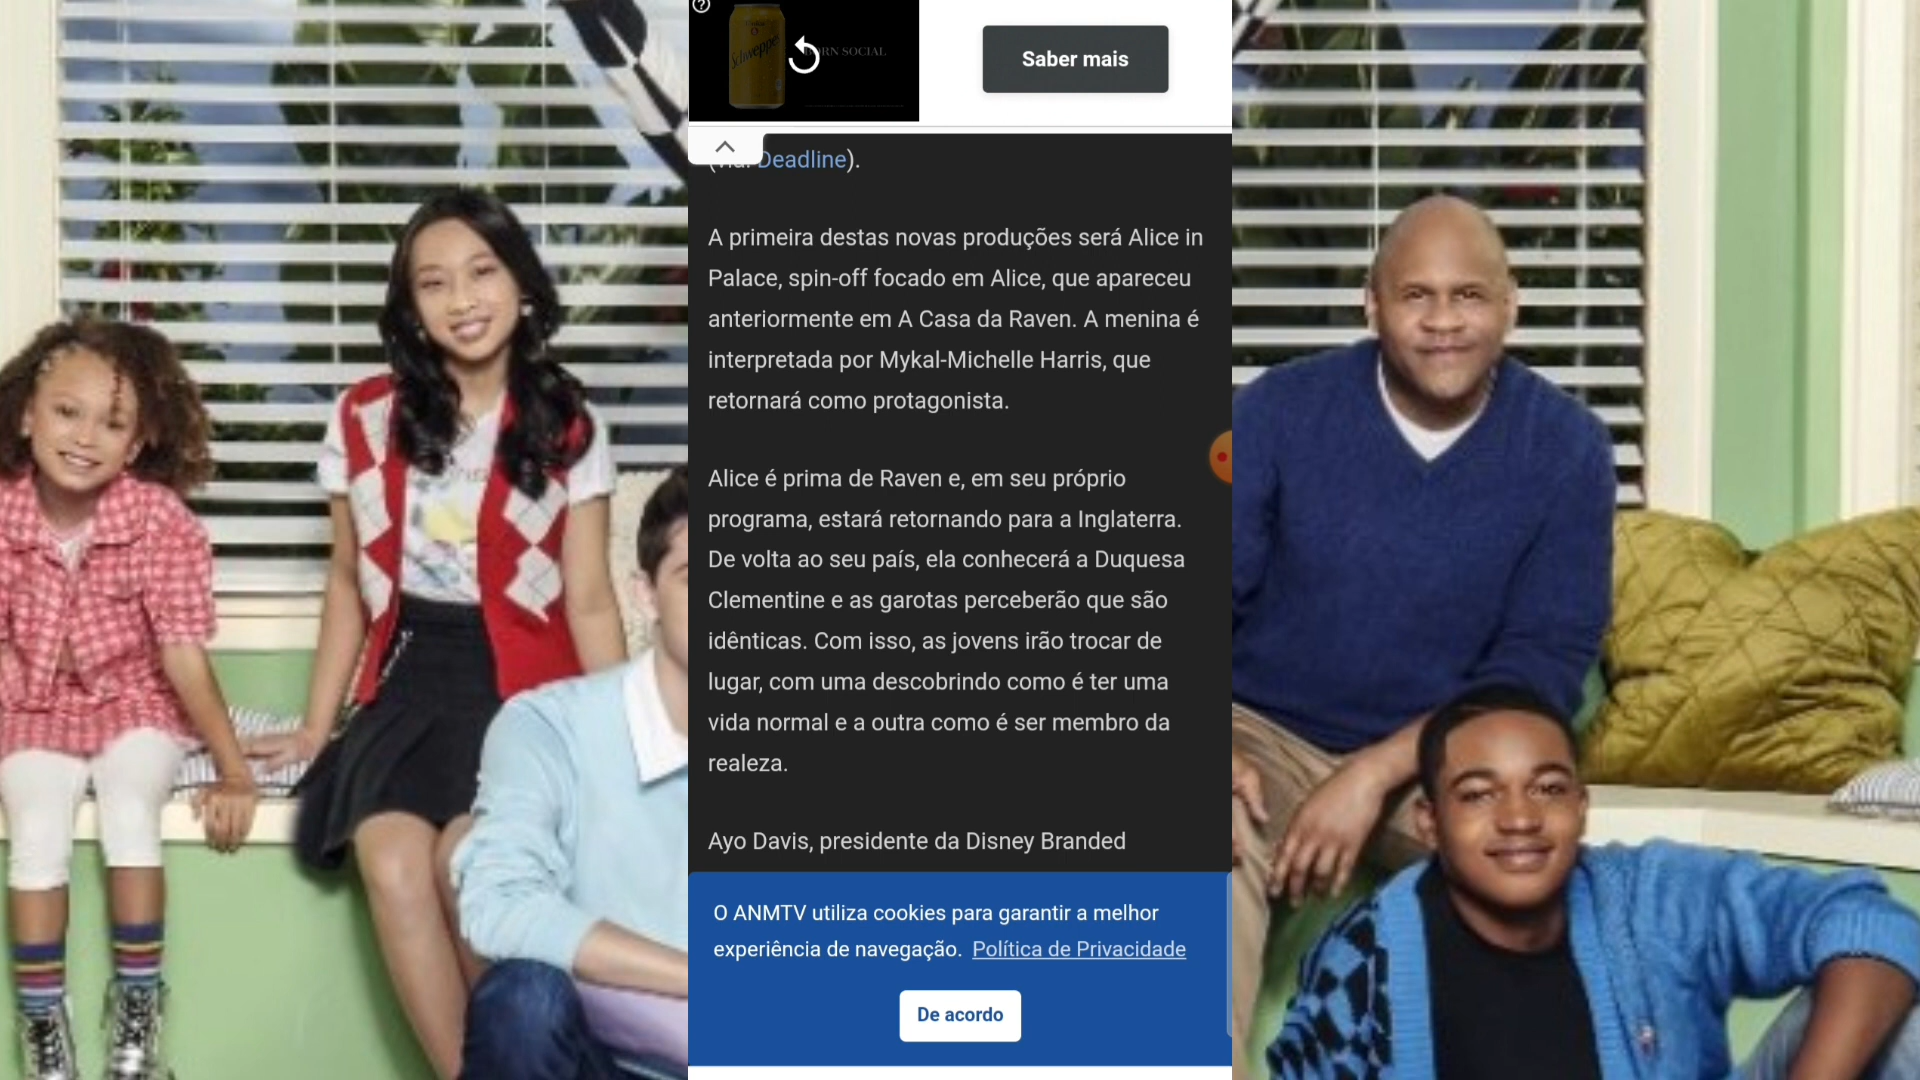 Schweppes
RN SOCIAL
Saber mais
Deadline).
A primeira destas novas produções será Alice in
Palace, spin-off focado em Alice, que apareceu
anteriormente em A Casa da Raven. A menina é
interpretada por Mykal-Michelle Harris, que
retornará como protagonista.
Alice é prima de Raven e, em seu próprio
programa, estará retornando para a Inglaterra.
De volta ao seu país, ela conhecerá a Duquesa
Clementine e as garotas perceberão que são
idênticas. Com isso, as jovens irão trocar de
lugar, com uma descobrindo como é ter uma
vida normal e a outra como é ser membro da
realeza.
Ayo Davis, presidente da Disney Branded
O ANMTV utiliza cookies para garantir a melhor
experiência de navegação. Política de Privacidade
De acordo